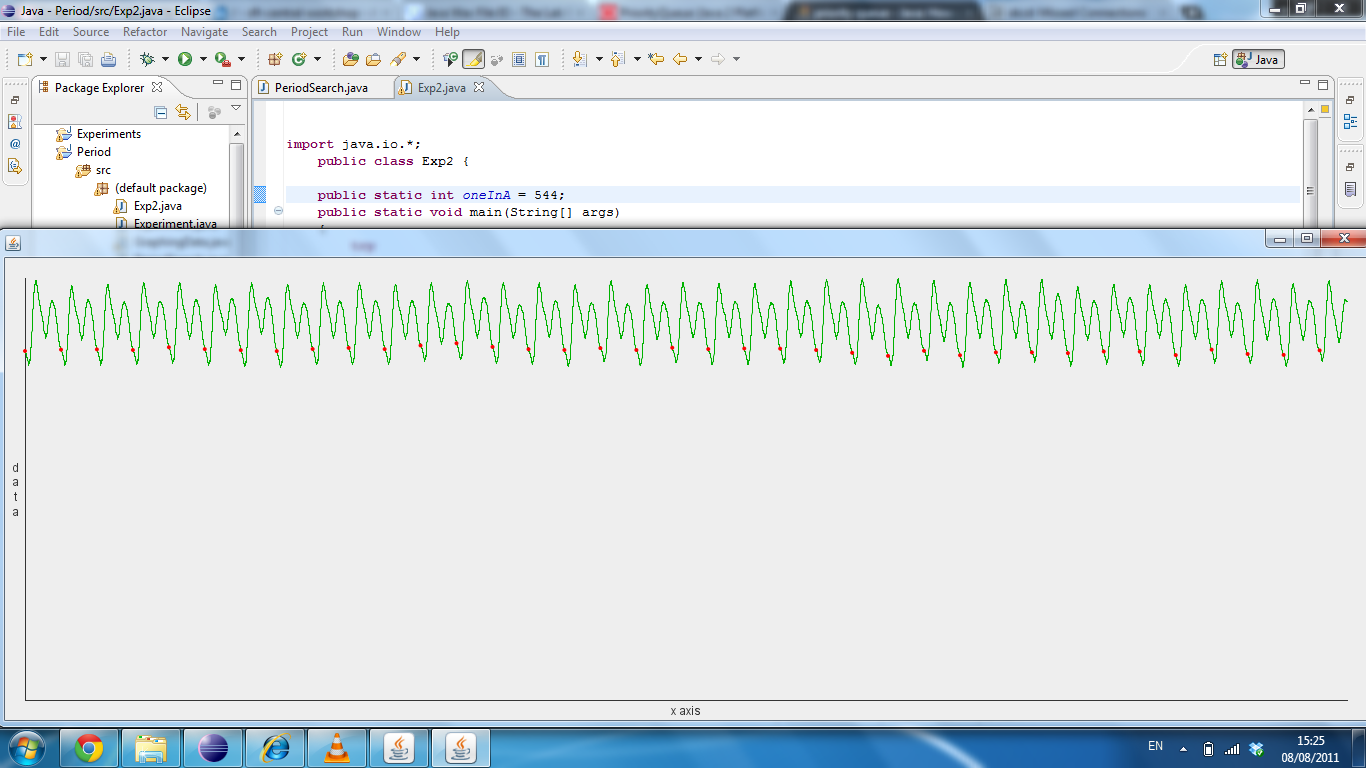 Java - Period/src/Exp2.java - Eclipse
File Edit Source Refactor Navigate Search Project Run Window Help
Java
Package Explorer
PeriodSearch.java
Exp2.java
Experiments
Period
src
(default package)
Exp2.java
Experiment.java
import java.io.*;
public class Exp2 {
public static int oneInA = 544;
public static void main(String[] args)
{
d
a
t
a
x axis
EN
15:25
08/08/2011